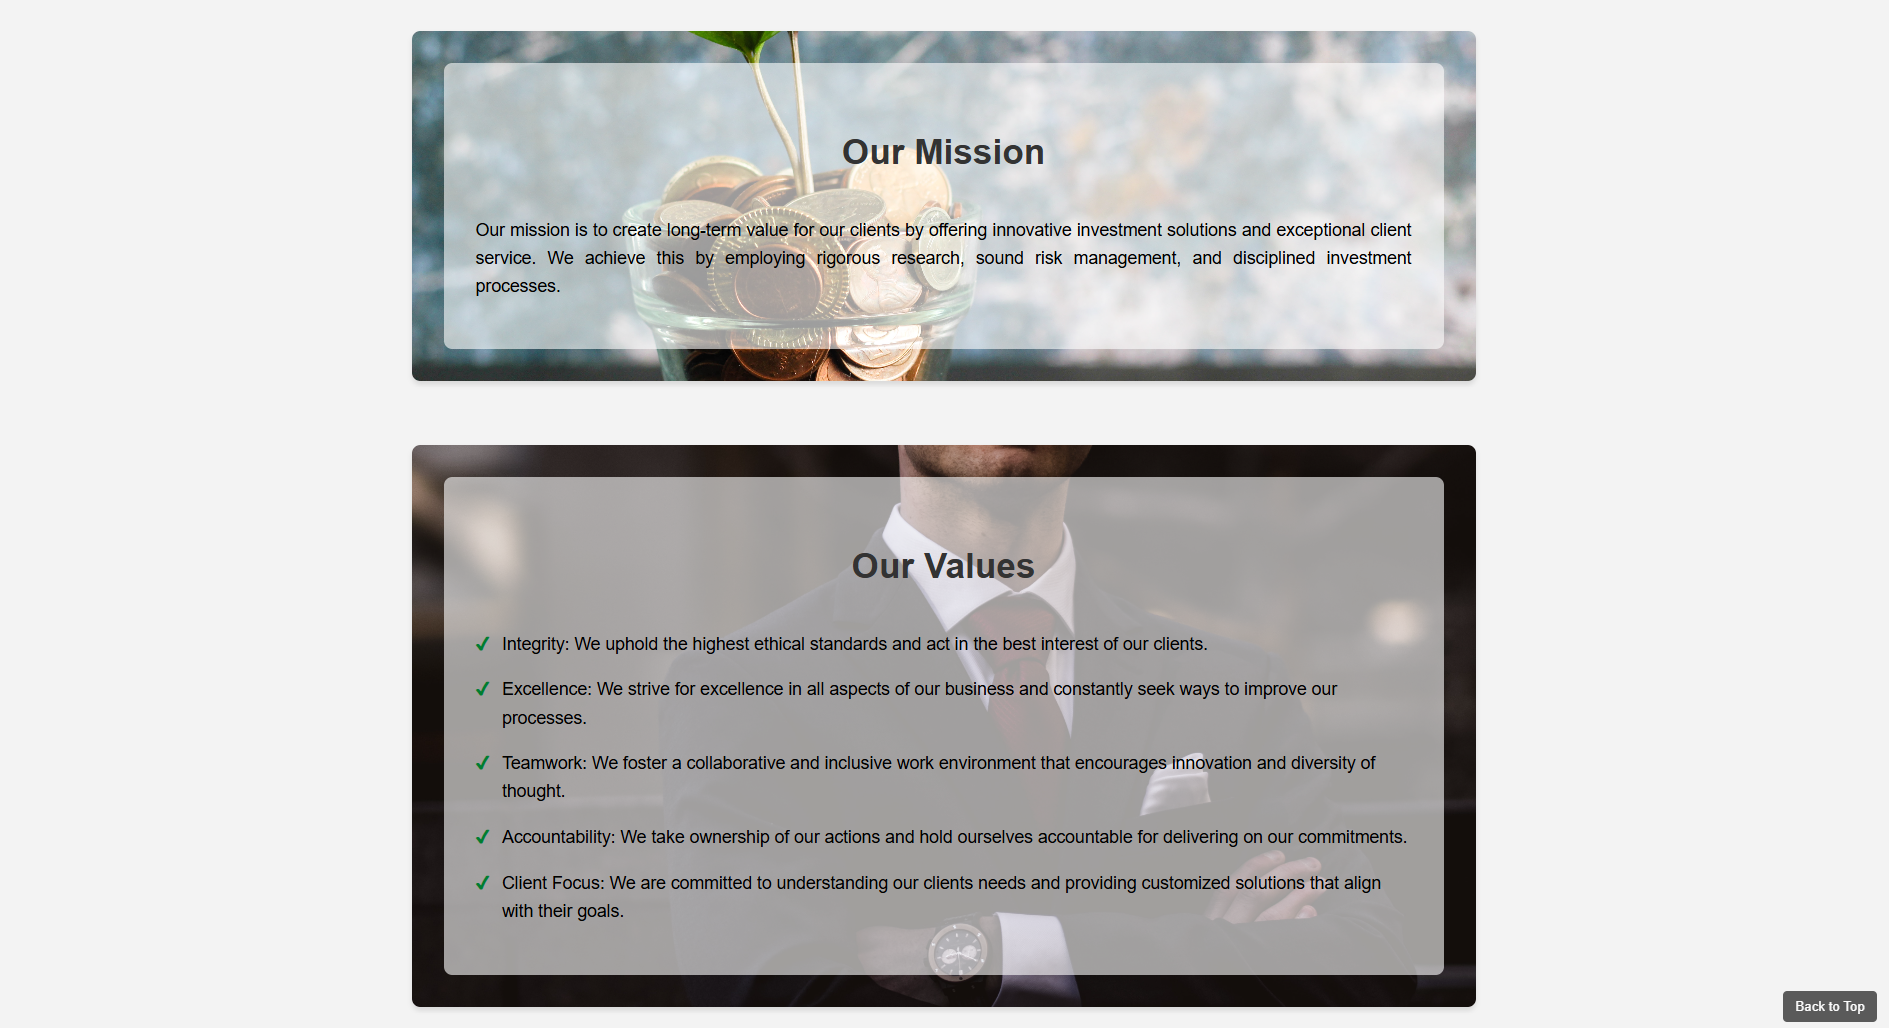 Our Mission
Our mission is to create long-term value for our clients by offering innovative investment solutions and exceptional client
service. We achieve this by employing rigorous research, sound risk management, and disciplined investment
processes.
Our Values
✔ Integrity: We uphold the highest ethical standards and act in the best interest of our clients.
✔ Excellence: We strive for excellence in all aspects of our business and constantly seek ways to improve our
processes.
✔ Teamwork: We foster a collaborative and inclusive work environment that encourages innovation and diversity of
thought.
✔ Accountability: We take ownership of our actions and hold ourselves accountable for delivering on our commitments.
✔ Client Focus: We are committed to understanding our clients needs and providing customized solutions that align
with their goals.
Back to Top